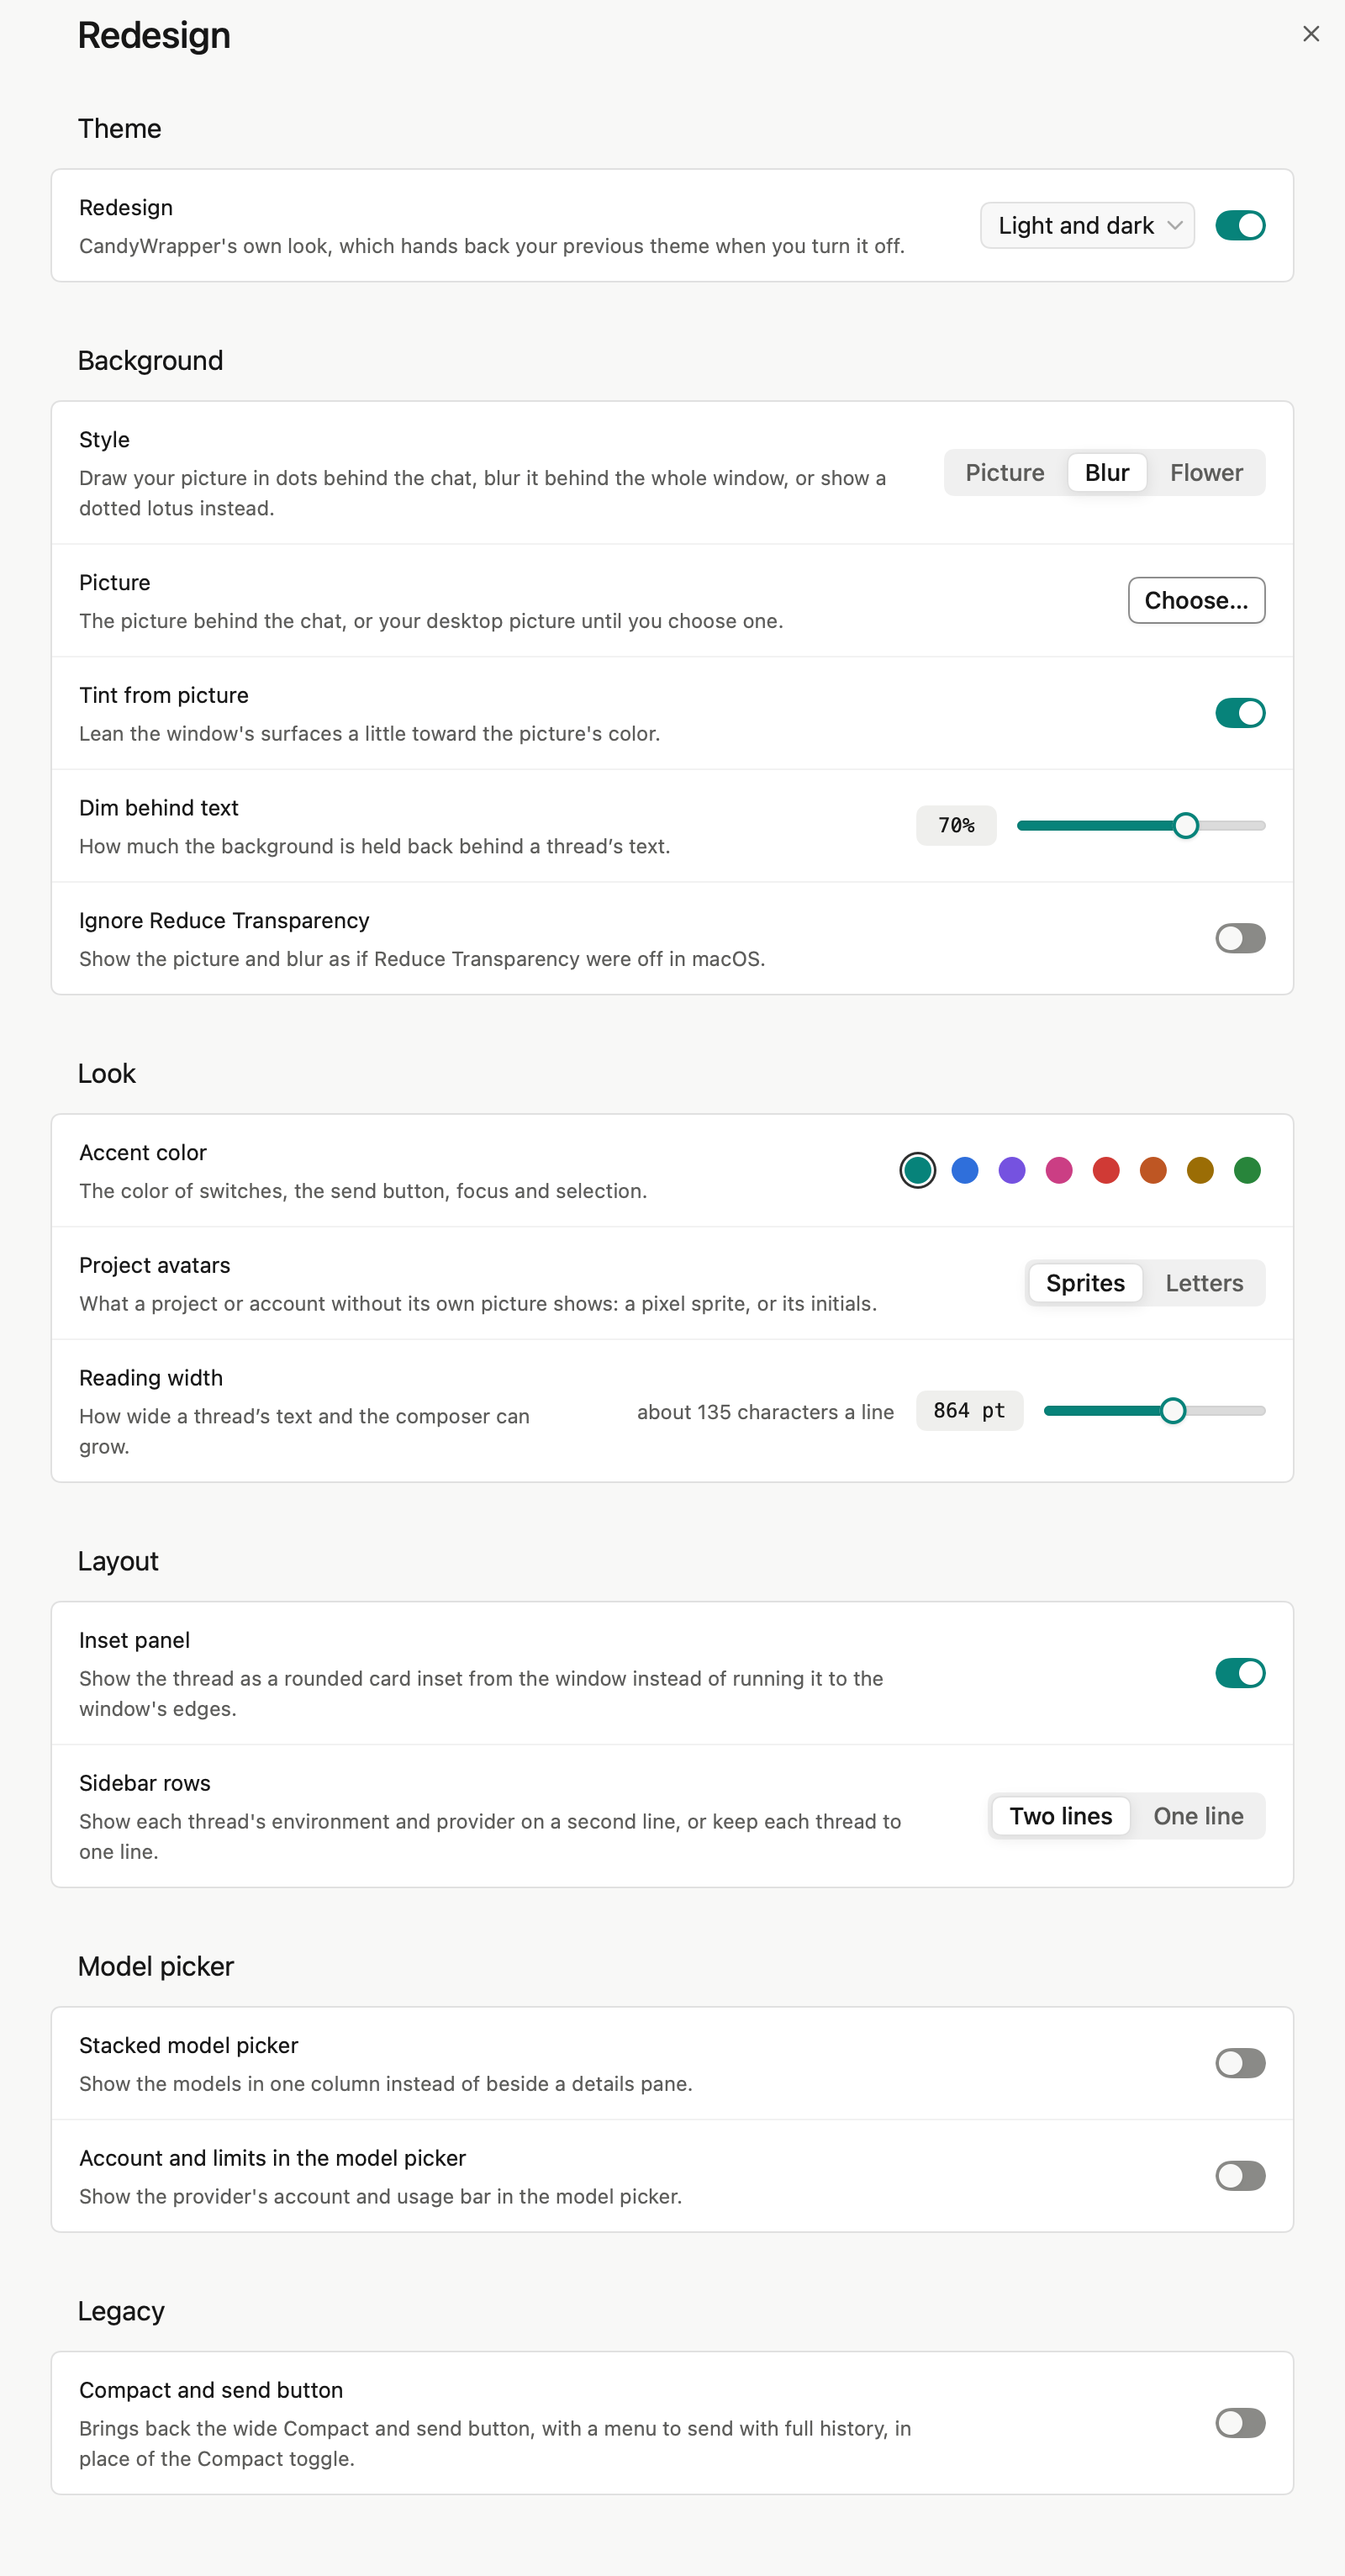 Redesign
Theme
Redesign
CandyWrapper's own look, which hands back your previous theme when you turn it off.
Light and dark
Background
Style
Draw your picture in dots behind the chat, blur it behind the whole window, or show a
dotted lotus instead.
Picture Blur Flower
Picture
The picture behind the chat, or your desktop picture until you choose one.
Choose...
Tint from picture
Lean the window's surfaces a little toward the picture's color.
Dim behind text
How much the background is held back behind a thread’s text.
70%
Ignore Reduce Transparency
Show the picture and blur as if Reduce Transparency were off in macOS.
Look
Accent color
The color of switches, the send button, focus and selection.
Project avatars
What a project or account without its own picture shows: a pixel sprite, or its initials.
Sprites Letters
Reading width
How wide a thread’s text and the composer can
grow.
about 135 characters a line
864 pt
Layout
Inset panel
Show the thread as a rounded card inset from the window instead of running it to the
window's edges.
Sidebar rows
Show each thread's environment and provider on a second line, or keep each thread to
one line.
Two lines One line
Model picker
Stacked model picker
Show the models in one column instead of beside a details pane.
Account and limits in the model picker
Show the provider's account and usage bar in the model picker.
Legacy
Compact and send button
Brings back the wide Compact and send button, with a menu to send with full history, in
place of the Compact toggle.